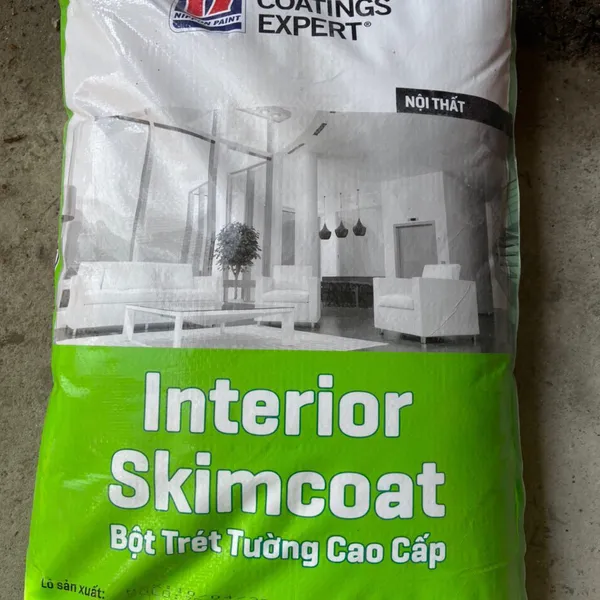 NIPPON PAINT
COATINGS
EXPERT®
NỘI THẤT
Interior
Skimcoat
Bột Trét Tường Cao Cấp
Lô sản xuất: